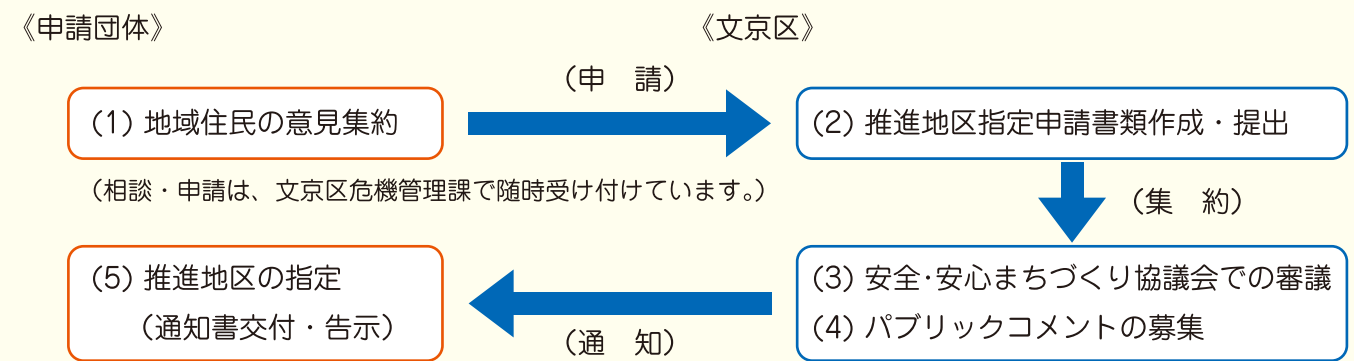 《申請団体》
《文京区》
(申　請)
(1) 地域住民の意見集約
(2) 推進地区指定申請書類作成・提出
(相談・申請は、文京区危機管理課で随時受け付けています。)
(集　約)
(3) 安全・安心まちづくり協議会での審議
(4) パブリックコメントの募集
(通　知)
(5) 推進地区の指定
(通知書交付・告示)